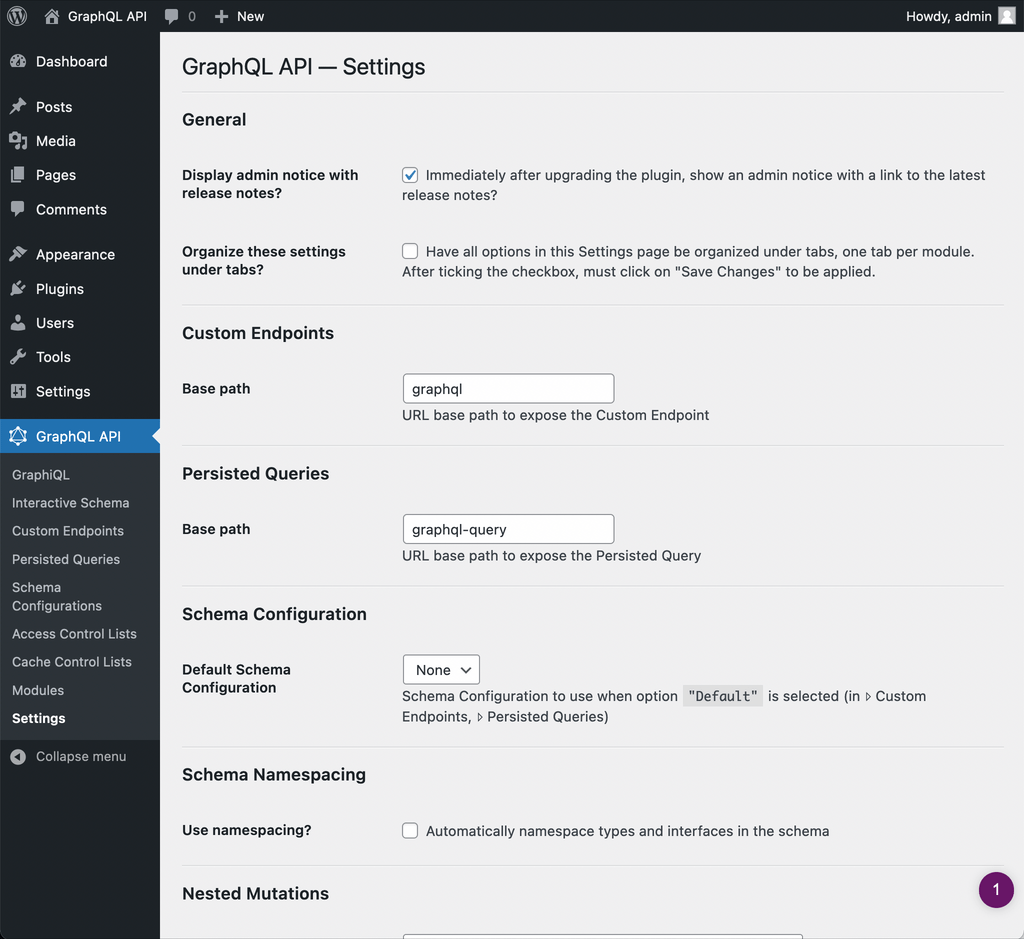 GraphQL API 0 New Howdy, admin
Dashboard
Posts
Media
Pages
Comments
Appearance
Plugins
Users
Tools
Settings
GraphQL API
GraphiQL
Interactive Schema
Custom Endpoints
Persisted Queries
Schema
Configurations
Access Control Lists
Cache Control Lists
Modules
Settings
Collapse menu
GraphQL API — Settings
General
Display admin notice with
release notes?
Immediately after upgrading the plugin, show an admin notice with a link to the latest
release notes?
Organize these settings
under tabs?
Have all options in this Settings page be organized under tabs, one tab per module.
After ticking the checkbox, must click on "Save Changes" to be applied.
Custom Endpoints
Base path
graphql
URL base path to expose the Custom Endpoint
Persisted Queries
Base path
graphql-query
URL base path to expose the Persisted Query
Schema Configuration
Default Schema
Configuration
None
Schema Configuration to use when option "Default" is selected (in ▹ Custom
Endpoints, ▹ Persisted Queries)
Schema Namespacing
Use namespacing?
Automatically namespace types and interfaces in the schema
Nested Mutations
1